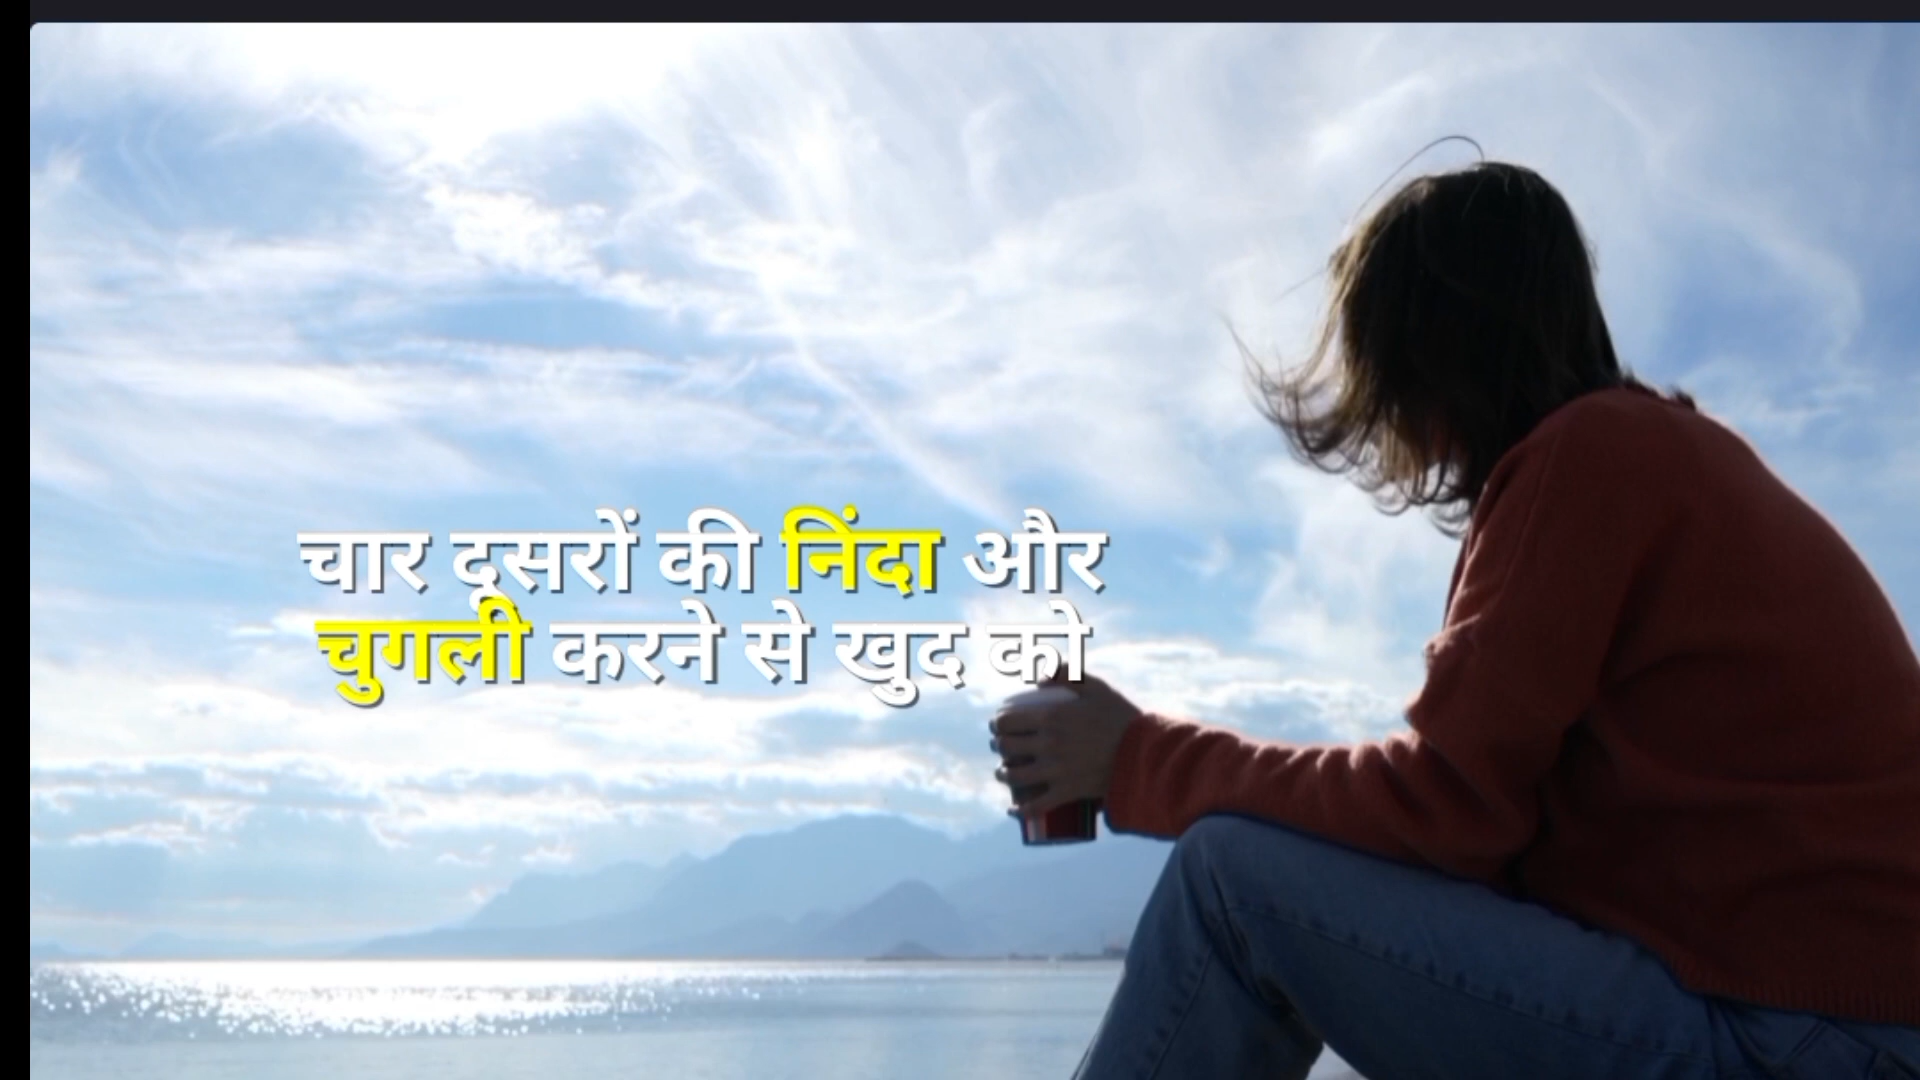 चार दूसरों की निंदा और
चुगली करने से खुद को